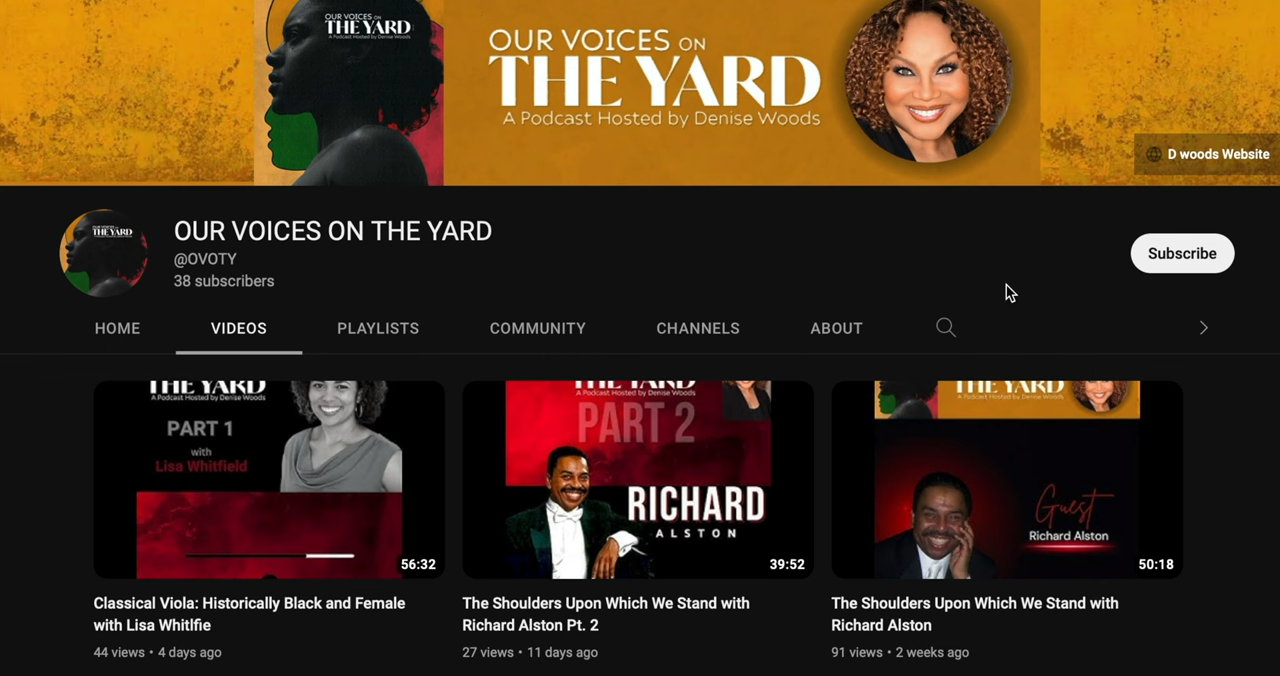 OUR VOICES ON
THE YARD
A Podcast Hosted by Denise Woods
OUR VOICES ON
THE YARD
A Podcast Hosted by Denise Woods
D woods Website
THE YARD
OUR VOICES ON THE YARD
@OVOTY
38 subscribers
Subscribe
HOME VIDEOS PLAYLISTS COMMUNITY CHANNELS ABOUT
THE YARD
A Podcast Hosted by Denise Woods
PART 1
with
Lisa Whitfield
56:32
THE YARD
A Podcast Hosted by Denise Woods
PART 2
RICHARD
ALSTON
39:52
THE YARD
A Podcast Hosted by Denise Woods
Guest
Richard Alston
50:18
Classical Viola: Historically Black and Female
with Lisa Whitlfie
44 views • 4 days ago
The Shoulders Upon Which We Stand with
Richard Alston Pt. 2
27 views • 11 days ago
The Shoulders Upon Which We Stand with
Richard Alston
91 views • 2 weeks ago